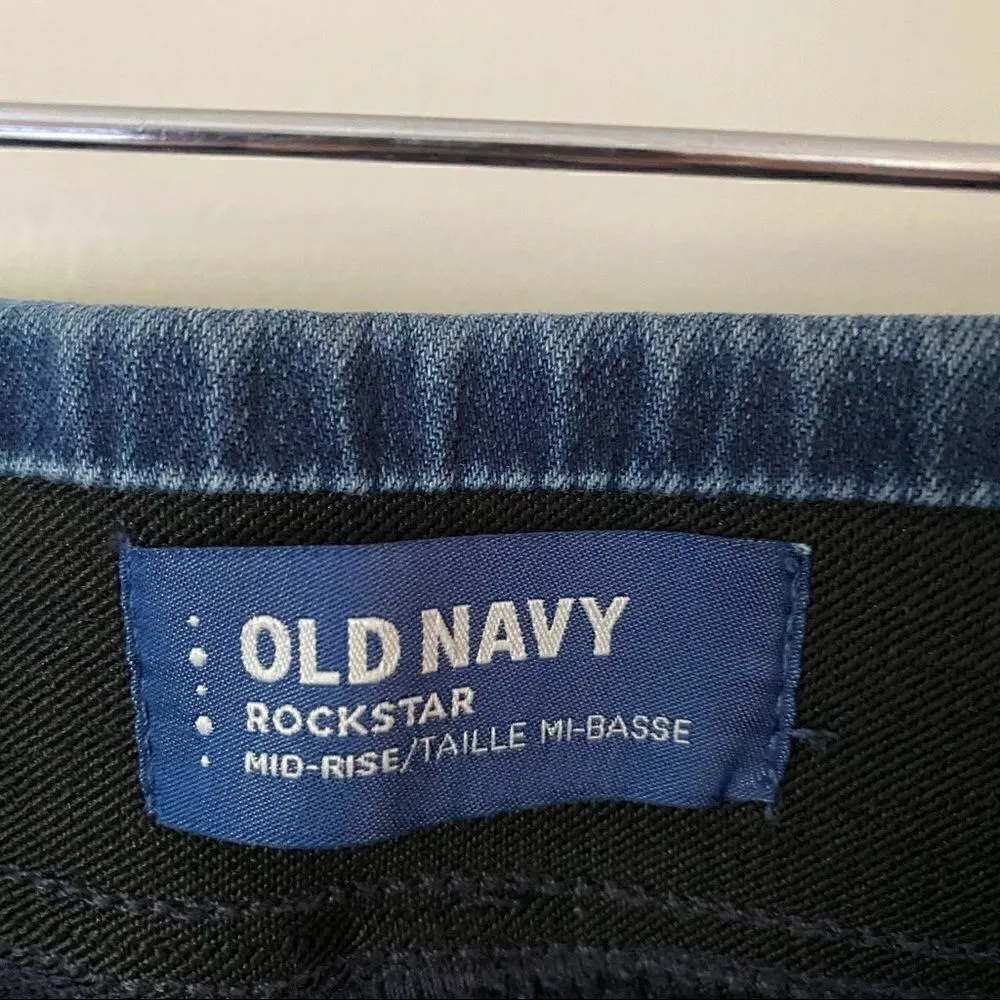 OLD NAVY
ROCKSTAR
MID-RISE/TAILLE MI-BASSE